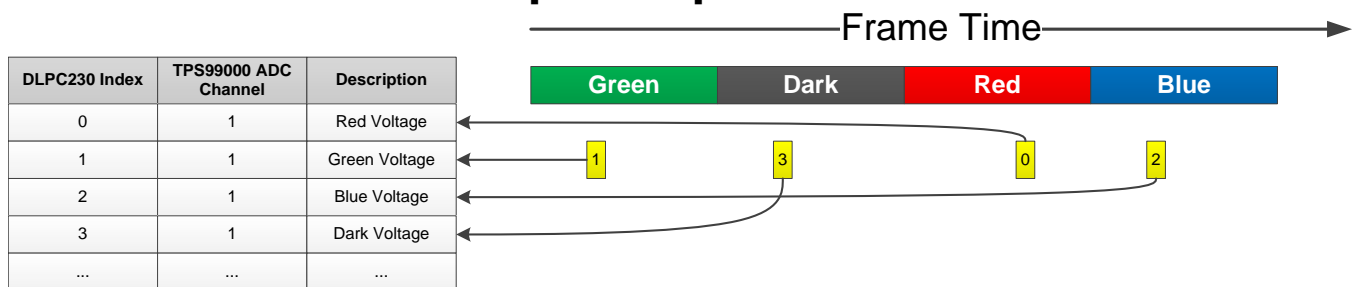 Frame Time
DLPC230 Index TPS99000 ADC Channel Description
Green Dark Red Blue
0 1 Red Voltage
1 1 Green Voltage
1 3 0 2
2 1 Blue Voltage
3 1 Dark Voltage
... ... ...